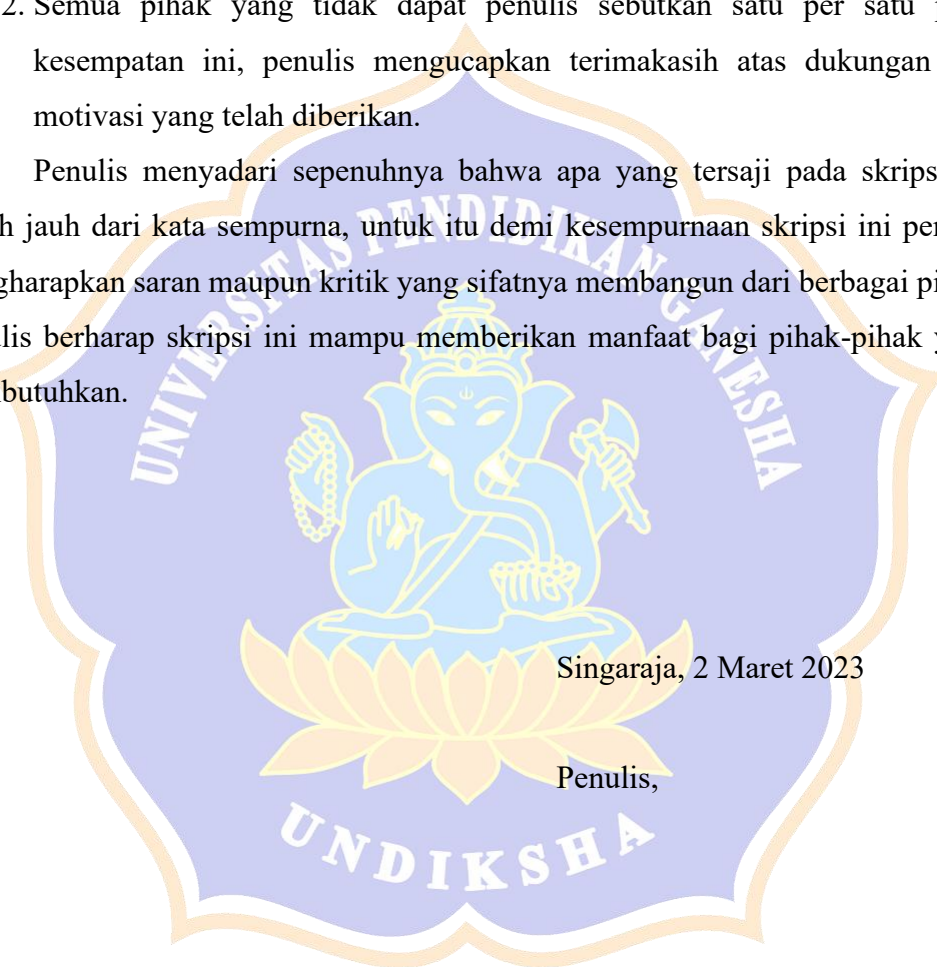 2. Semua pihak yang tidak dapat penulis sebutkan satu per satu p
kesempatan ini, penulis mengucapkan terimakasih atas dukungan
motivasi yang telah diberikan.
Penulis menyadari sepenuhnya bahwa apa yang tersaji pada skrips
h jauh dari kata sempurna, untuk itu demi kesempurnaan skripsi ini pen
gharapkan saran maupun kritik yang sifatnya membangun dari berbagai pi
lis berharap skripsi ini mampu memberikan manfaat bagi pihak-pihak y
butuhkan.
UNIVERSITAS PENDIDIKAN GANESHA
Singaraja, 2 Maret 2023
Penulis,
UNDIKSHA